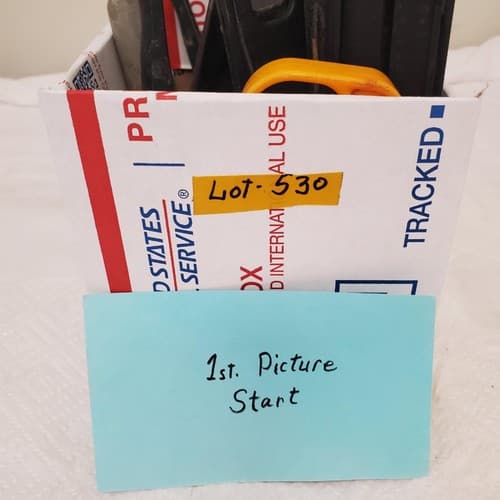 PR
TRACKED
D STATES
SERVICE®
Lot- 530
OX
D INTERNAT
AL USE
1st. Picture
Start